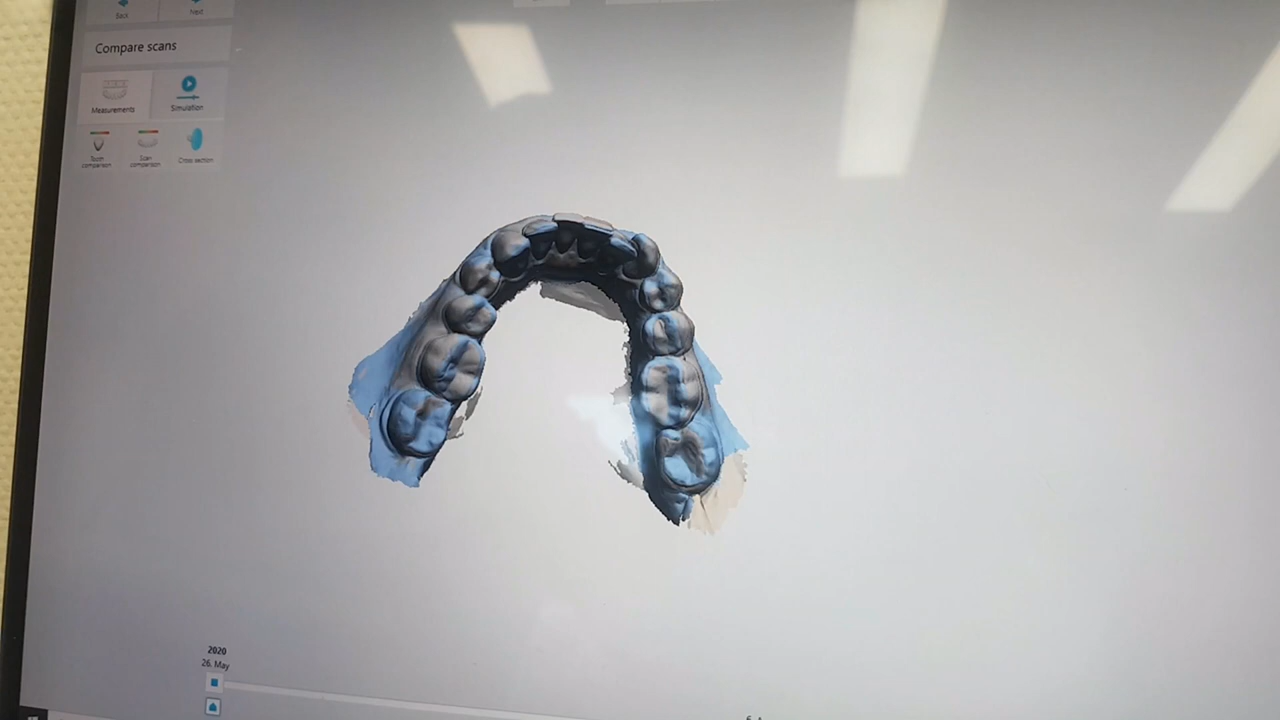 Back
Next
Compare scans
Measurements
Simulation
Tooth comparison
Scan comparison
Cross section
2020
26. May